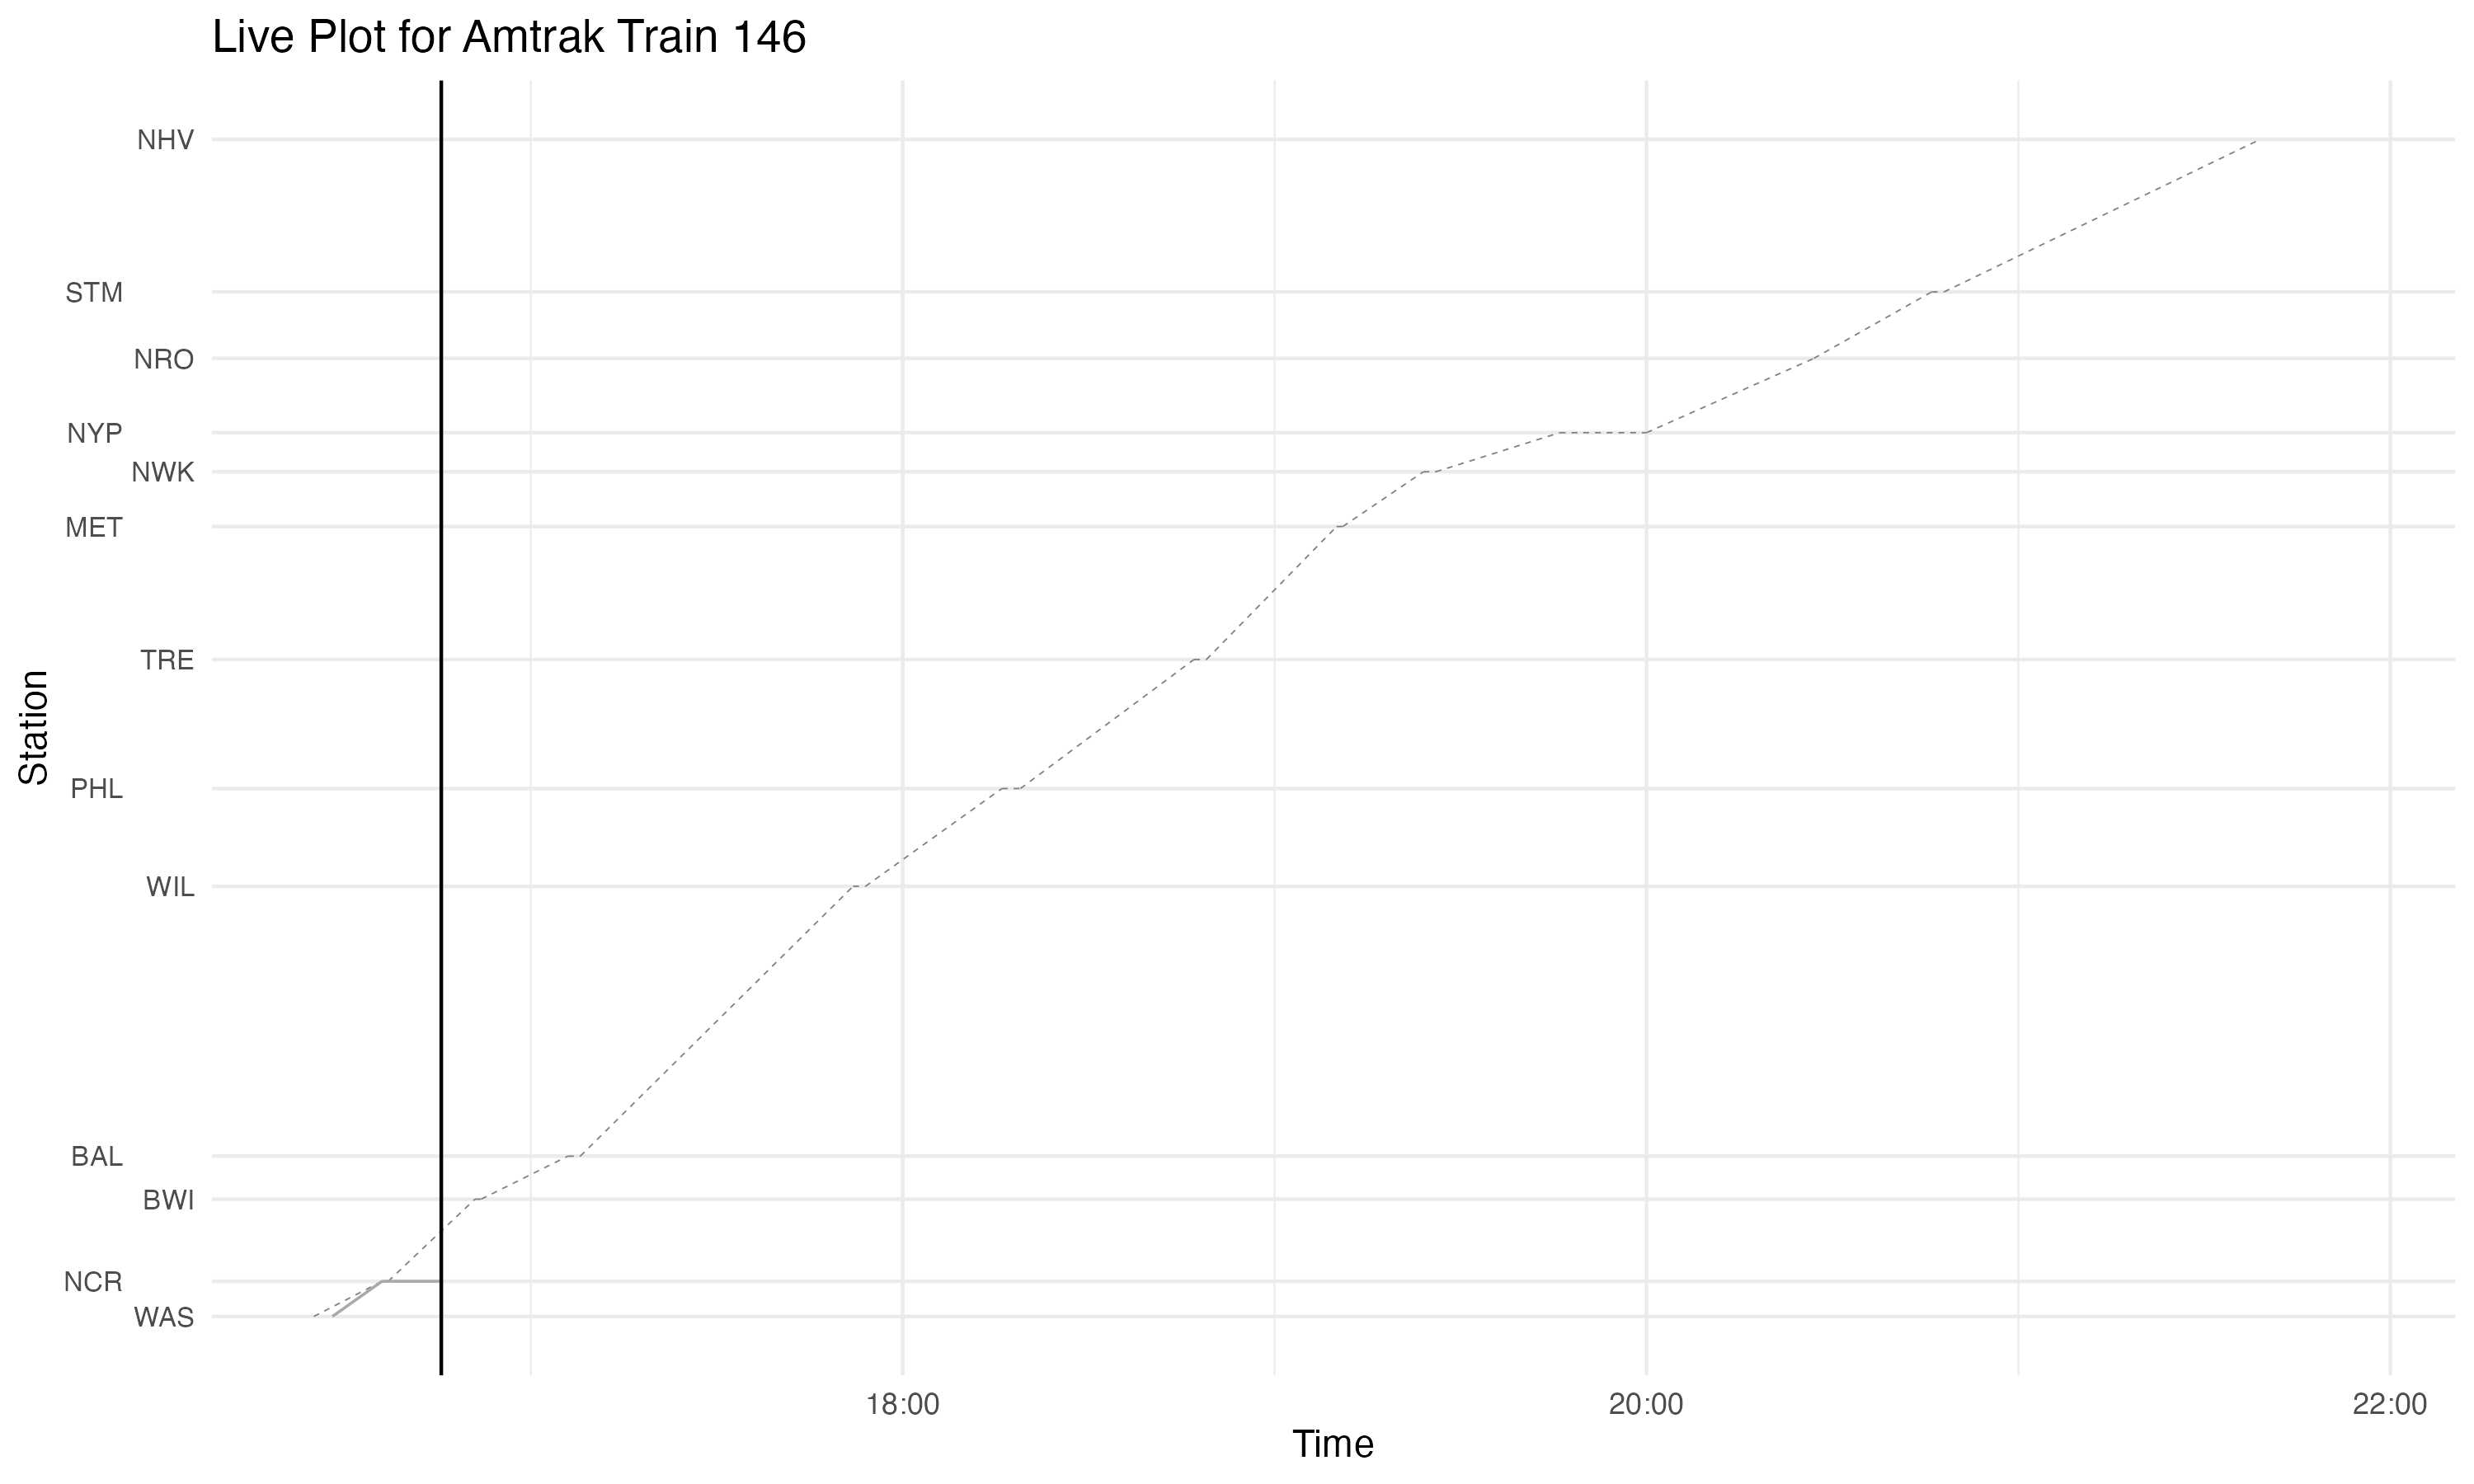 Live Plot for Amtrak Train 146
NHV
STM
NRO
NYP
NWK
MET
TRE
Station
PHL
WIL
BAL
BWI
NCR
WAS
18:00
20:00
22:00
Time